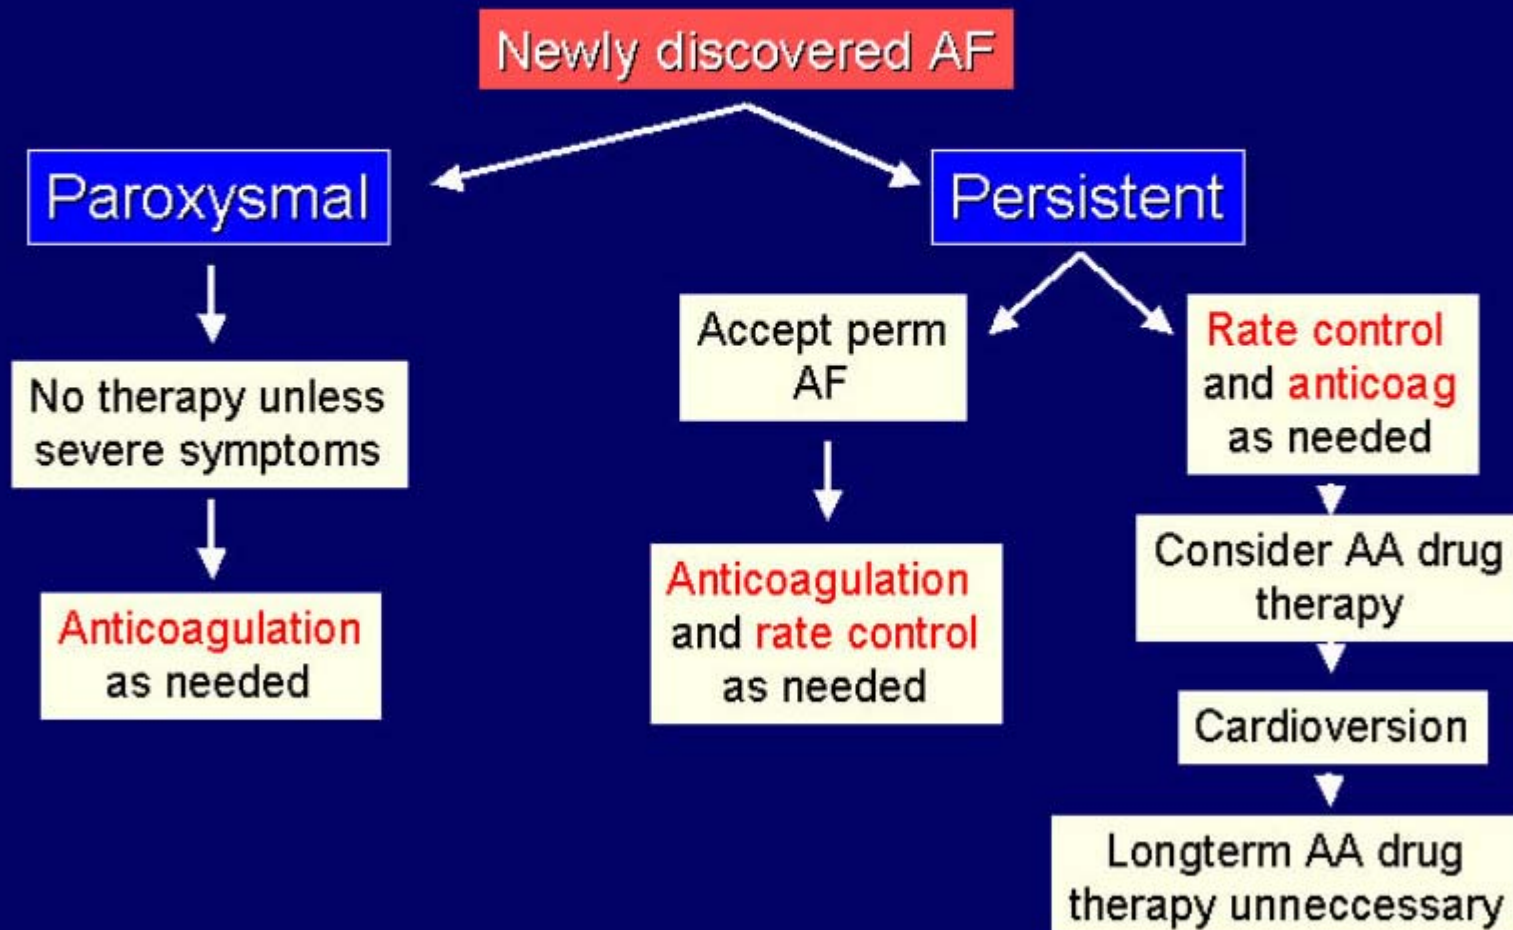 Newly discovered AF
Paroxysmal
Persistent
No therapy unless
severe symptoms
Anticoagulation
as needed
Accept perm
AF
Anticoagulation
and rate control
as needed
Rate control
and anticoag
as needed
Consider AA drug
therapy
Cardioversion
Longterm AA drug
therapy unneccessary